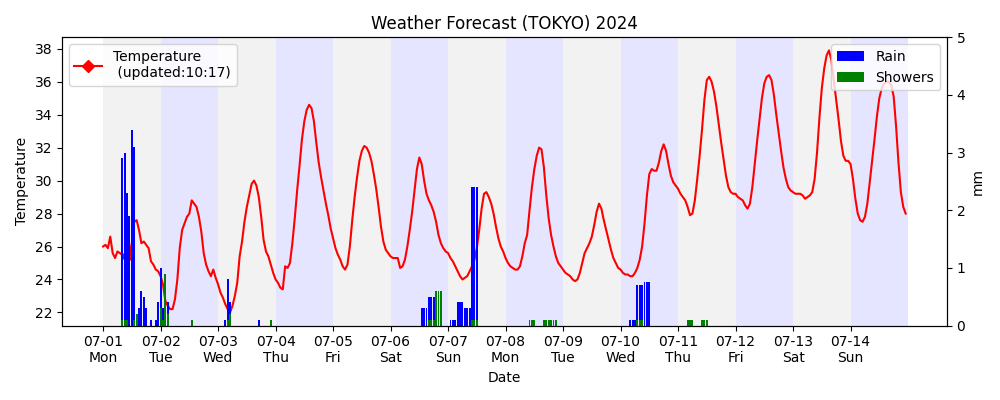 Weather Forecast (TOKYO) 2024
Temperature
(updated:10:17)
Rain
Showers
Temperature
38
36
34
32
30
28
26
24
22
5
4
3
2
1
0
mm
07-01 07-02 07-03 07-04 07-05 07-06 07-07 07-08 07-09 07-10 07-11 07-12 07-13 07-14
Mon Tue Wed Thu Fri Sat Sun Mon Tue Wed Thu Fri Sat Sun
Date